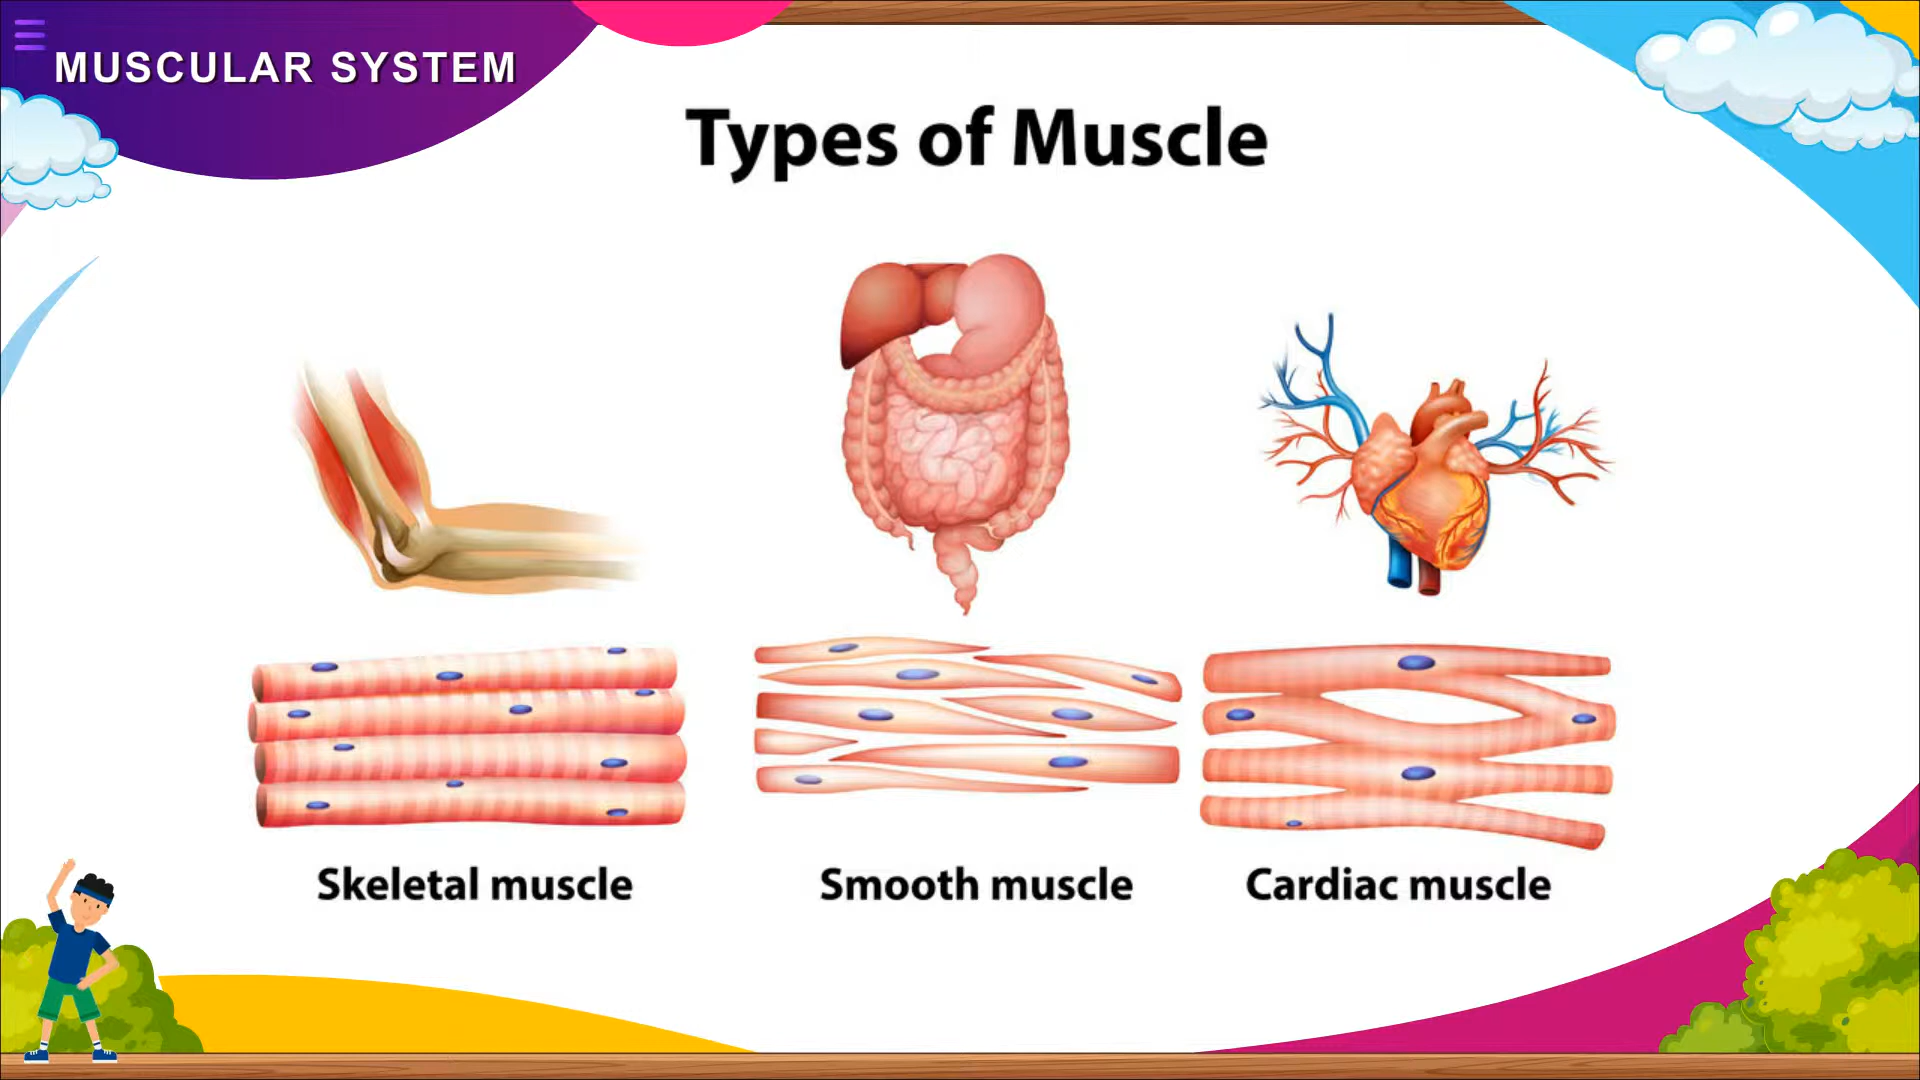 MUSCULAR SYSTEM
Types of Muscle
Skeletal muscle
Smooth muscle
Cardiac muscle